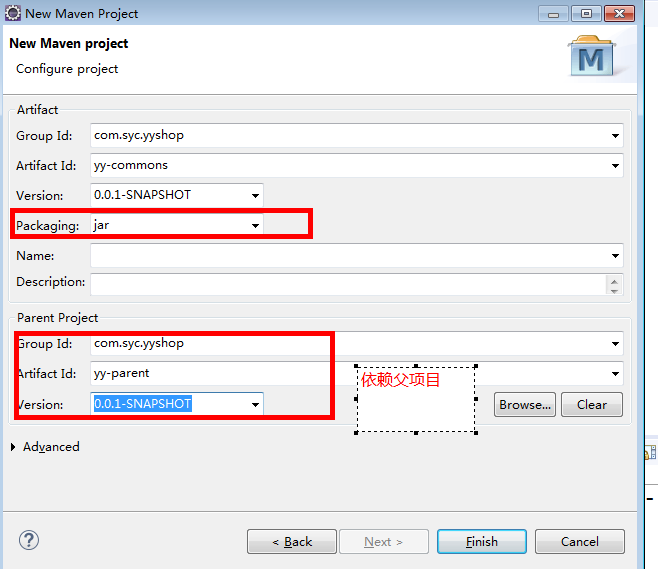 New Maven Project
New Maven project
Configure project
M
Artifact
Group Id: com.syc.yyshop
Artifact Id: yy-commons
Version: 0.0.1-SNAPSHOT
Packaging: jar
Name:
Description:
Parent Project
Group Id: com.syc.yyshop
Artifact Id: yy-parent
依赖父项目
Version: 0.0.1-SNAPSHOT
Browse... Clear
Advanced
? < Back Next > Finish Cancel